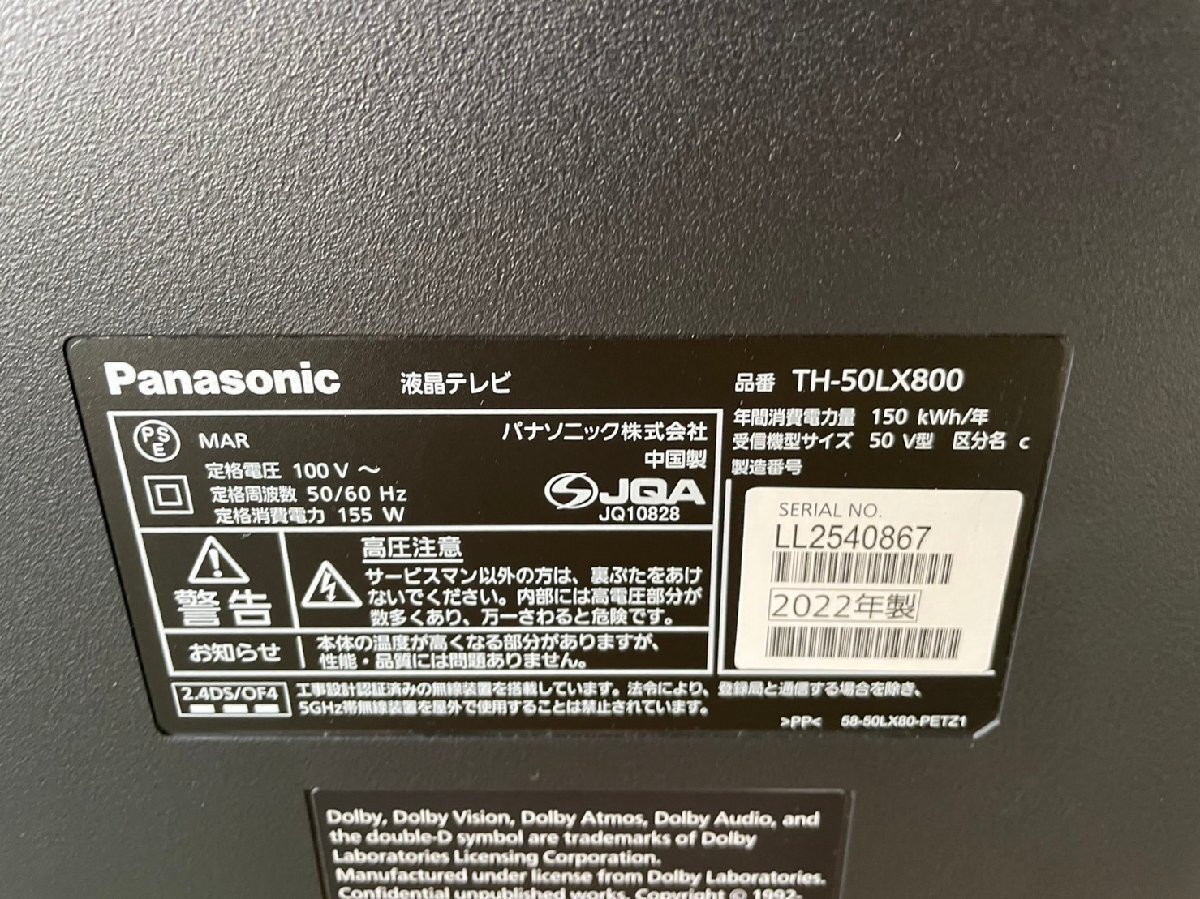 Panasonic 液晶テレビ
品番 TH-50LX800
年間消費電力量 150 kWh/年
受信機型サイズ 50 V型 区分名 c
製造番号
PSE MAR
定格電圧 100 V ～
定格周波数 50/60 Hz
定格消費電力 155 W
パナソニック株式会社
中国製
JQA
JQ10828
SERIAL NO.
LL2540867
2022年製
警告
高圧注意
サービスマン以外の方は、裏ぶたをあけ
ないでください。内部には高電圧部分が
数多くあり、万一さわると危険です。
お知らせ
本体の温度が高くなる部分がありますが、
性能・品質には問題ありません。
2.4DS/OF4
工事設計認証済みの無線装置を搭載しています。法令により、登録局と通信する場合を除き、
5GHz帯無線装置を屋外で使用することは禁止されています。
>PP< 58-50LX80-PETZ1
Dolby, Dolby Vision, Dolby Atmos, Dolby Audio, and
the double-D symbol are trademarks of Dolby
Laboratories Licensing Corporation.
Manufactured under license from Dolby Laboratories.
Confidential unpublished works. Copyright © 1992-